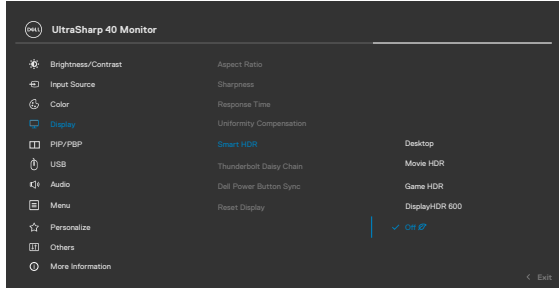 DELL
UltraSharp 40 Monitor
Brightness/Contrast
Input Source
Color
Display
PIP/PBP
USB
Audio
Menu
Personalize
Others
More Information
Aspect Ratio
Sharpness
Response Time
Uniformity Compensation
Smart HDR
Thunderbolt Daisy Chain
Dell Power Button Sync
Reset Display
Desktop
Movie HDR
Game HDR
DisplayHDR 600
Off
Exit